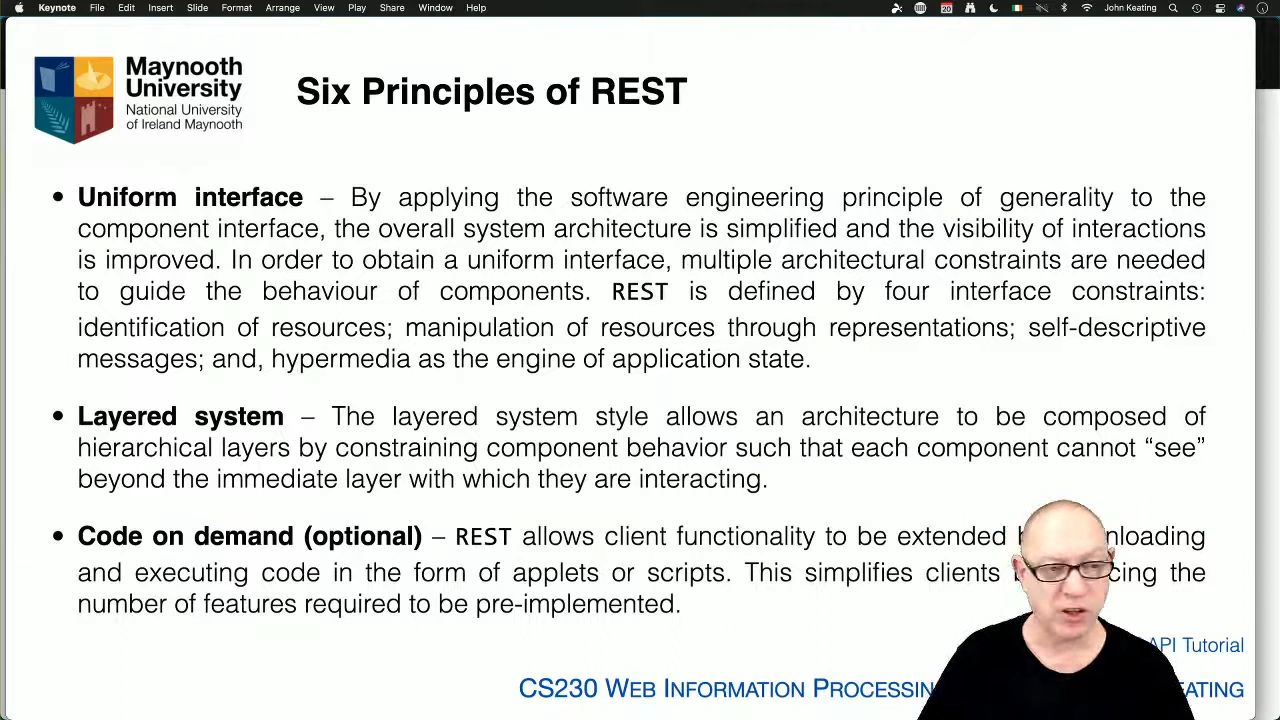 Keynote File Edit Insert Slide Format Arrange View Play Share Window Help 20 John Keating
Maynooth
University
National University
of Ireland Maynooth
Six Principles of REST
• Uniform interface – By applying the software engineering principle of generality to the
component interface, the overall system architecture is simplified and the visibility of interactions
is improved. In order to obtain a uniform interface, multiple architectural constraints are needed
to guide the behaviour of components. REST is defined by four interface constraints:
identification of resources; manipulation of resources through representations; self-descriptive
messages; and, hypermedia as the engine of application state.
• Layered system – The layered system style allows an architecture to be composed of
hierarchical layers by constraining component behavior such that each component cannot “see”
beyond the immediate layer with which they are interacting.
• Code on demand (optional) – REST allows client functionality to be extended
and executing code in the form of applets or scripts. This simplifies clients the
number of features required to be pre-implemented.
API Tutorial
CS230 WEB INFORMATION